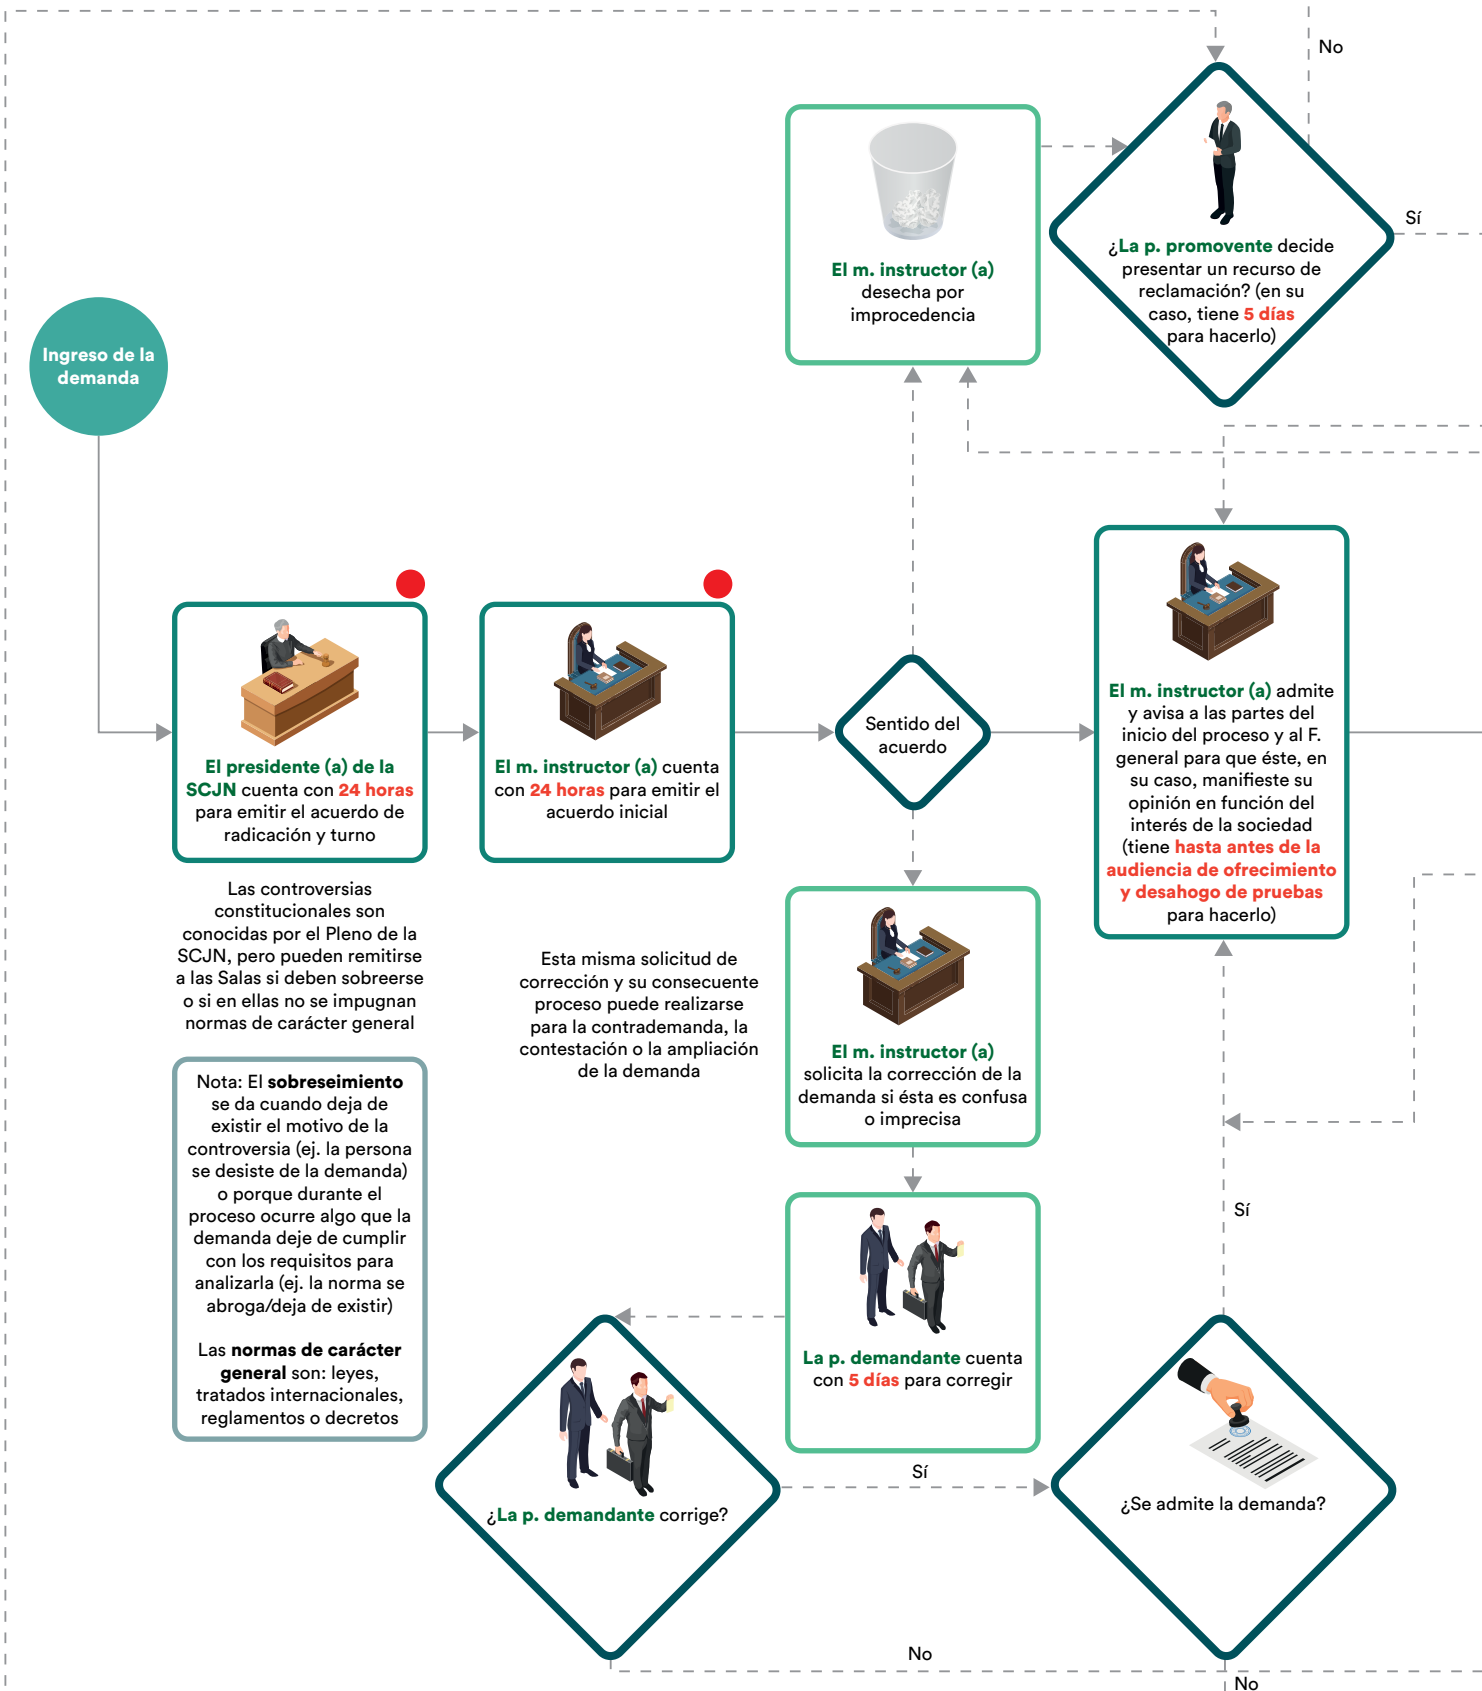 No
¿La p. promovente decide
presentar un recurso de
reclamación? (en su
caso, tiene 5 días
para hacerlo)
Sí
El m. instructor (a)
desecha por
improcedencia
Ingreso de la
demanda
El presidente (a) de la
SCJN cuenta con 24 horas
para emitir el acuerdo de
radicación y turno
El m. instructor (a) cuenta
con 24 horas para emitir el
acuerdo inicial
Sentido del
acuerdo
El m. instructor (a) admite
y avisa a las partes del
inicio del proceso y al F.
general para que éste, en
su caso, manifieste su
opinión en función del
interés de la sociedad
(tiene hasta antes de la
audiencia de ofrecimiento
y desahogo de pruebas
para hacerlo)
Las controversias
constitucionales son
conocidas por el Pleno de la
SCJN, pero pueden remitirse
a las Salas si deben sobreerse
o si en ellas no se impugnan
normas de carácter general
Esta misma solicitud de
corrección y su consecuente
proceso puede realizarse
para la contrademanda, la
contestación o la ampliación
de la demanda
El m. instructor (a)
solicita la corrección de la
demanda si ésta es confusa
o imprecisa
Nota: El sobreseimiento
se da cuando deja de
existir el motivo de la
controversia (ej. la persona
se desiste de la demanda)
o porque durante el
proceso ocurre algo que la
demanda deje de cumplir
con los requisitos para
analizarla (ej. la norma se
abroga/deja de existir)
Las normas de carácter
general son: leyes,
tratados internacionales,
reglamentos o decretos
La p. demandante cuenta
con 5 días para corregir
Sí
¿La p. demandante corrige?
Sí
¿Se admite la demanda?
No
No